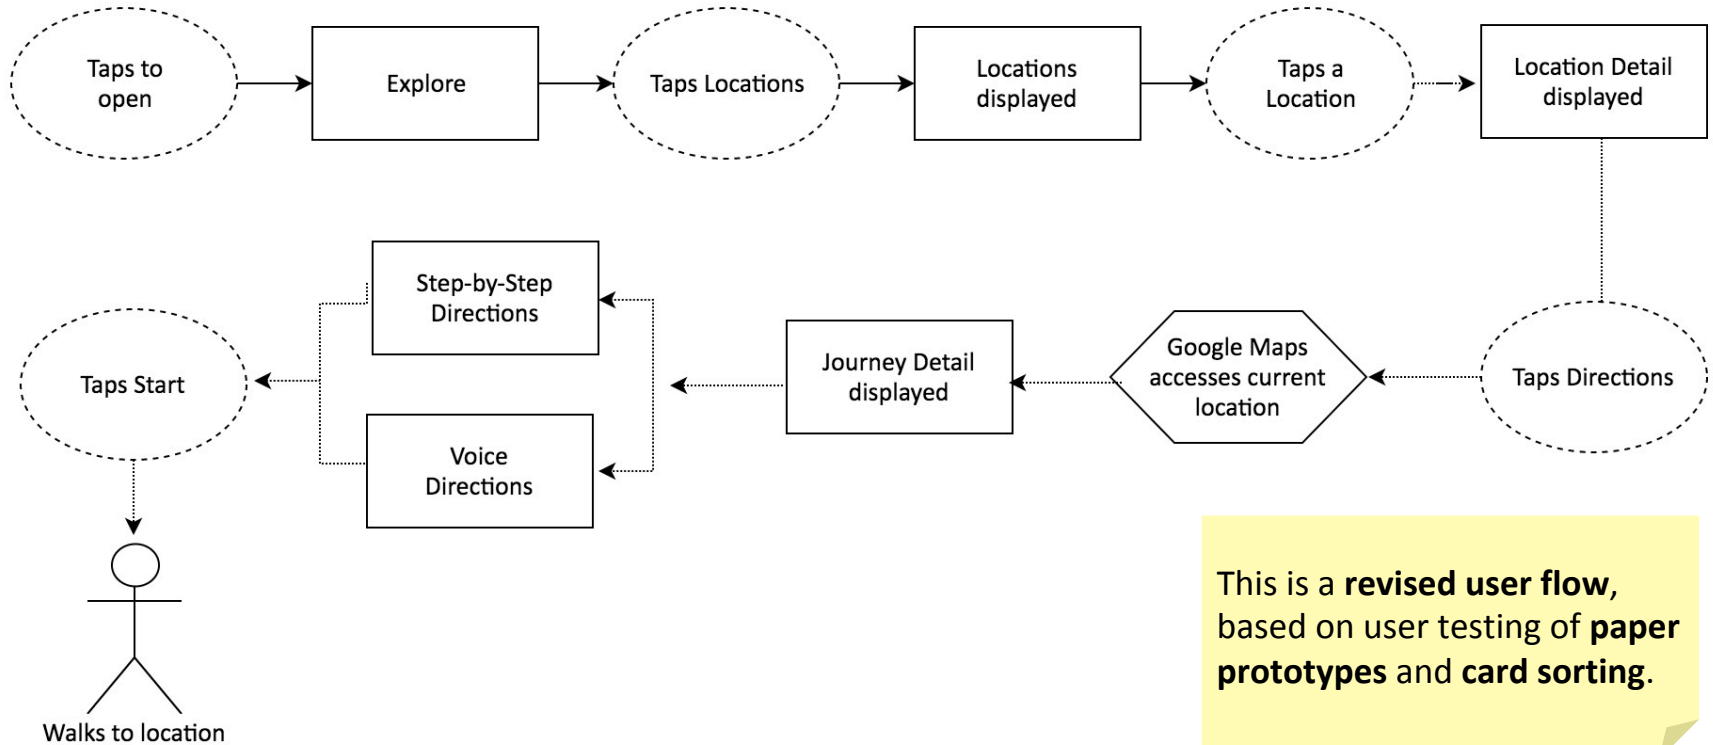 Taps to
open
Explore
Taps Locations
Locations
displayed
Taps a
Location
Location Detail
displayed
Step-by-Step
Directions
Taps Start
Voice
Directions
Journey Detail
displayed
Google Maps
accesses current
location
Taps Directions
Walks to location
This is a revised user flow,
based on user testing of paper
prototypes and card sorting.